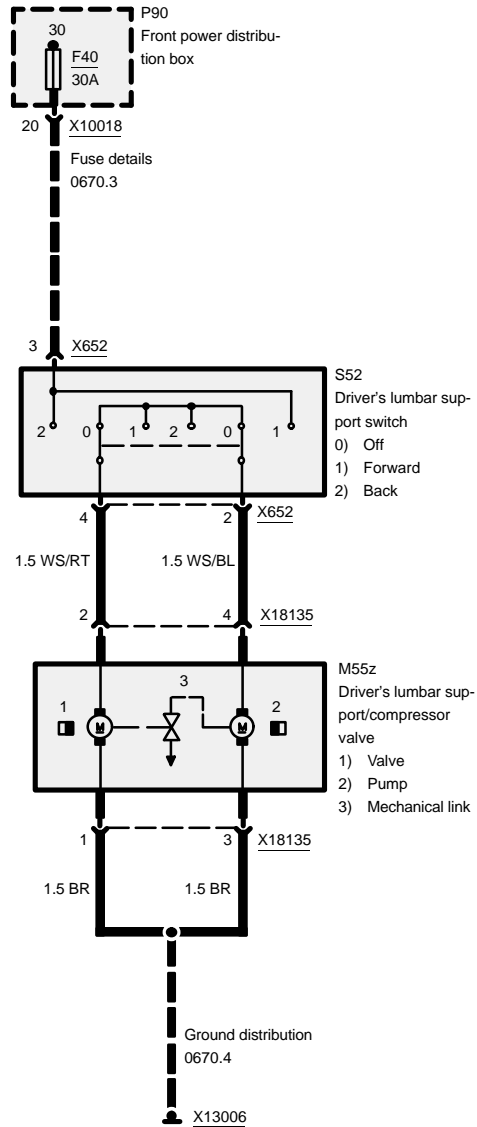 P90
30
Front power distribu-
F40
tion box
30A
20
X10018
Fuse details
0670.3
3
X652
S52
Driver's lumbar sup-
port switch
2
0
1
2
0
1
0) Off
1) Forward
2) Back
4
2
X652
1.5 WS/RT
1.5 WS/BL
2
4
X18135
M55z
Driver's lumbar sup-
port/compressor
valve
3
1
M
M
2
1) Valve
2) Pump
3) Mechanical link
1
3
X18135
1.5 BR
1.5 BR
Ground distribution
0670.4
X13006